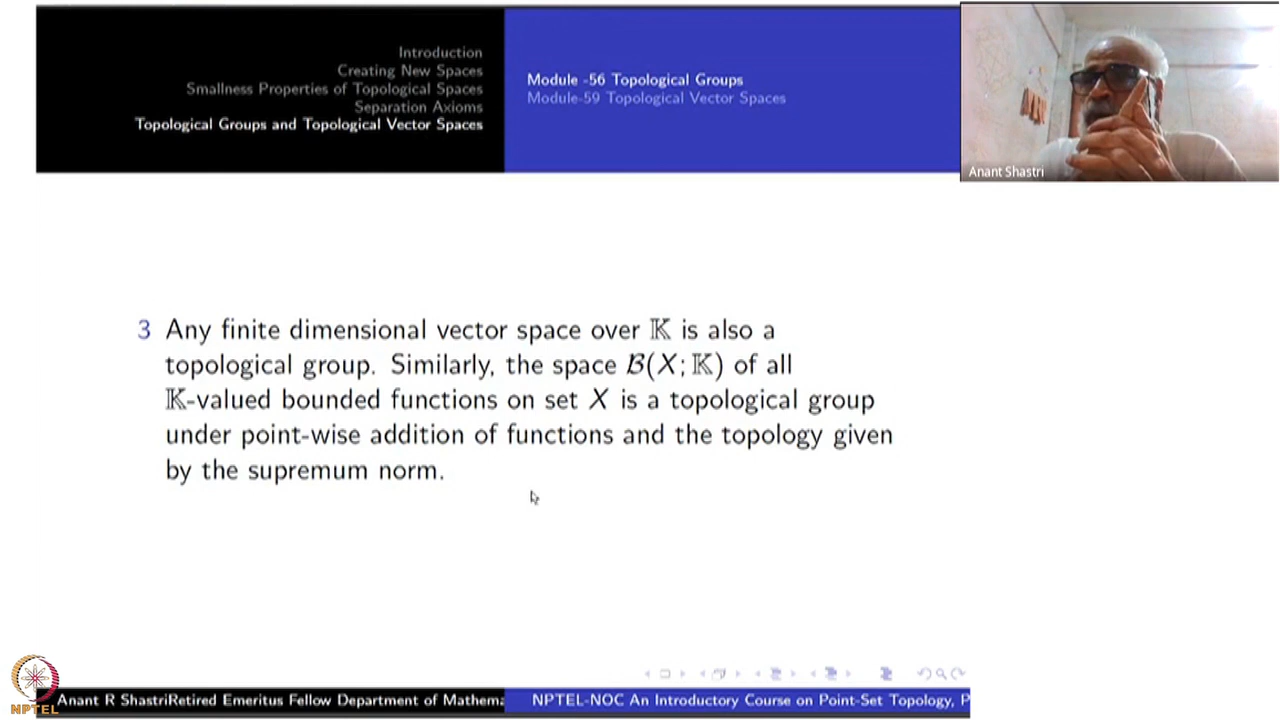 Introduction
Creating New Spaces
Smallness Properties of Topological Spaces
Separation Axioms
Topological Groups and Topological Vector Spaces
Module -56 Topological Groups
Module-59 Topological Vector Spaces
Anant Shastri
3 Any finite dimensional vector space over 𝕂 is also a
topological group. Similarly, the space ℬ(X; 𝕂) of all
𝕂-valued bounded functions on set X is a topological group
under point-wise addition of functions and the topology given
by the supremum norm.
NPTEL
Anant R ShastriRetired Emeritus Fellow Department of Mathema
NPTEL-NOC An Introductory Course on Point-Set Topology, P